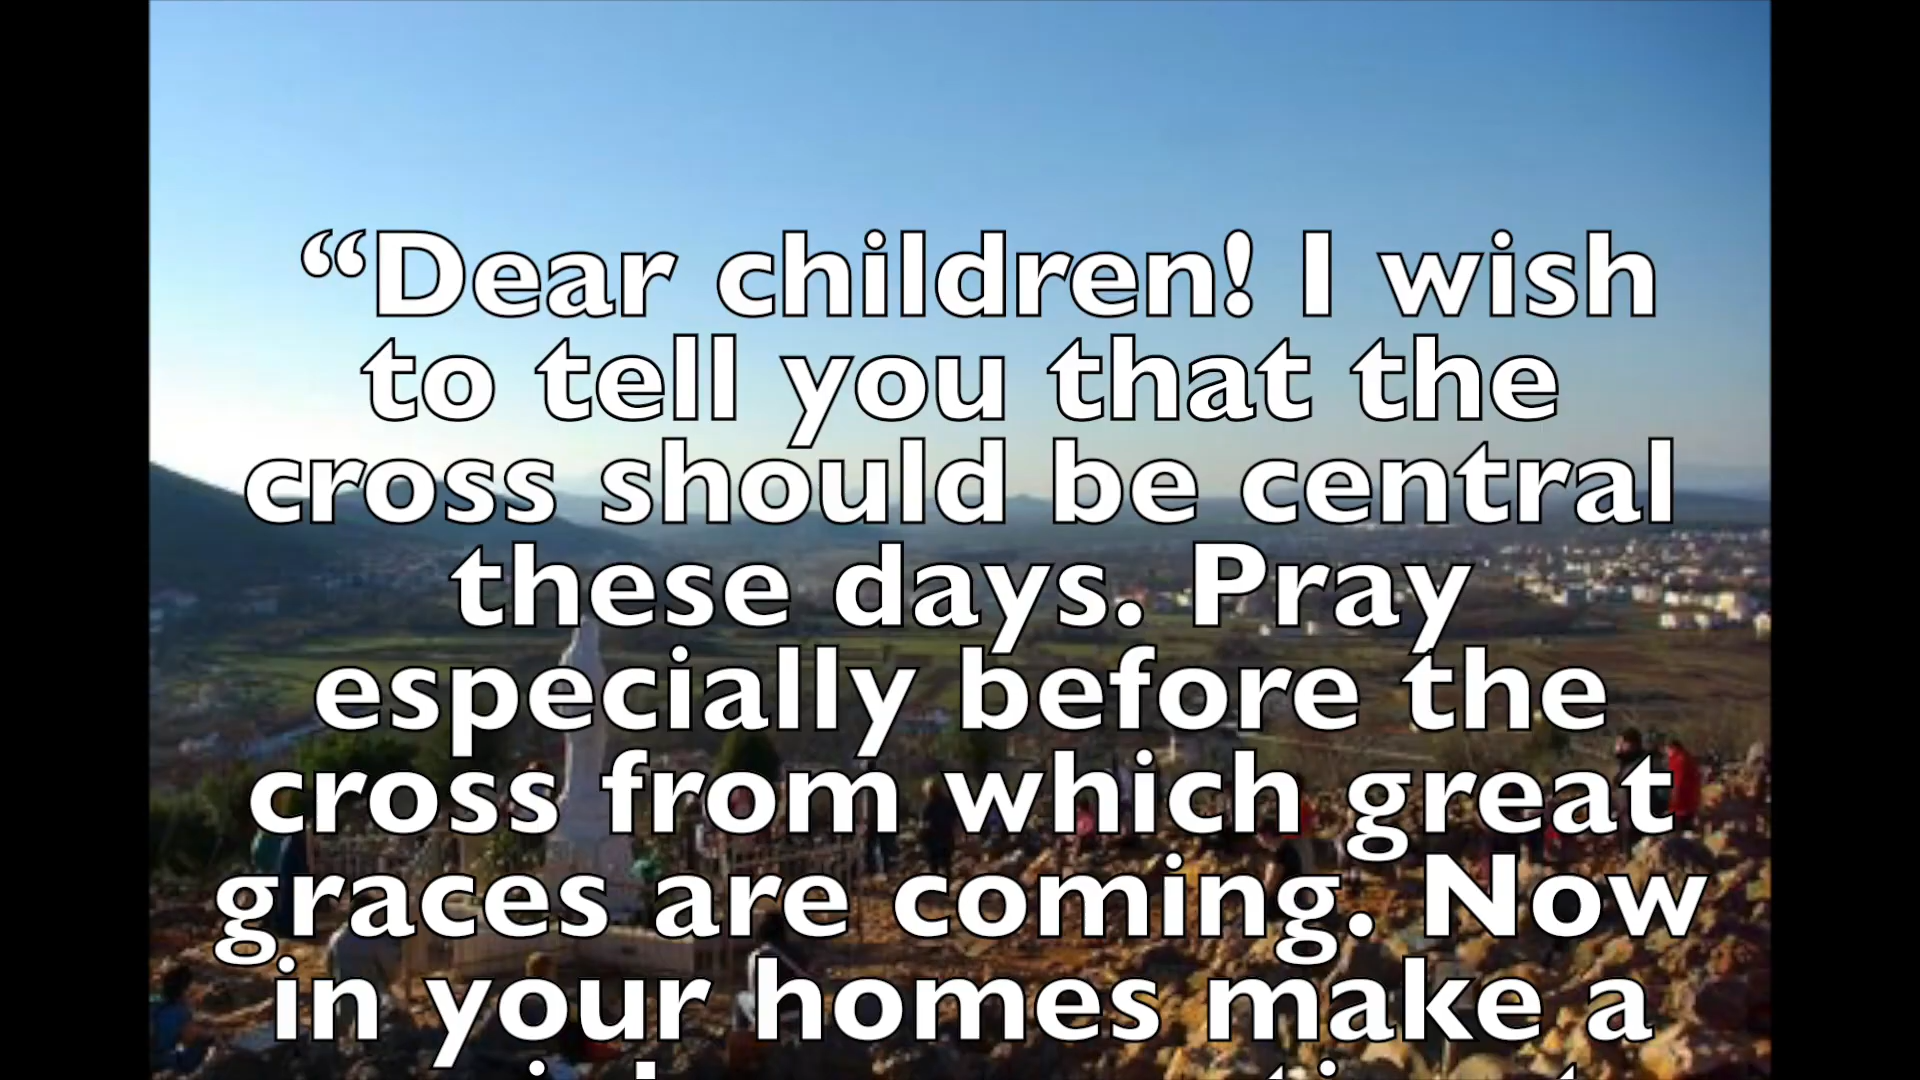 “Dear children! I wish
to tell you that the
cross should be central
these days. Pray
especially before the
cross from which great
graces are coming. Now
in your homes make a